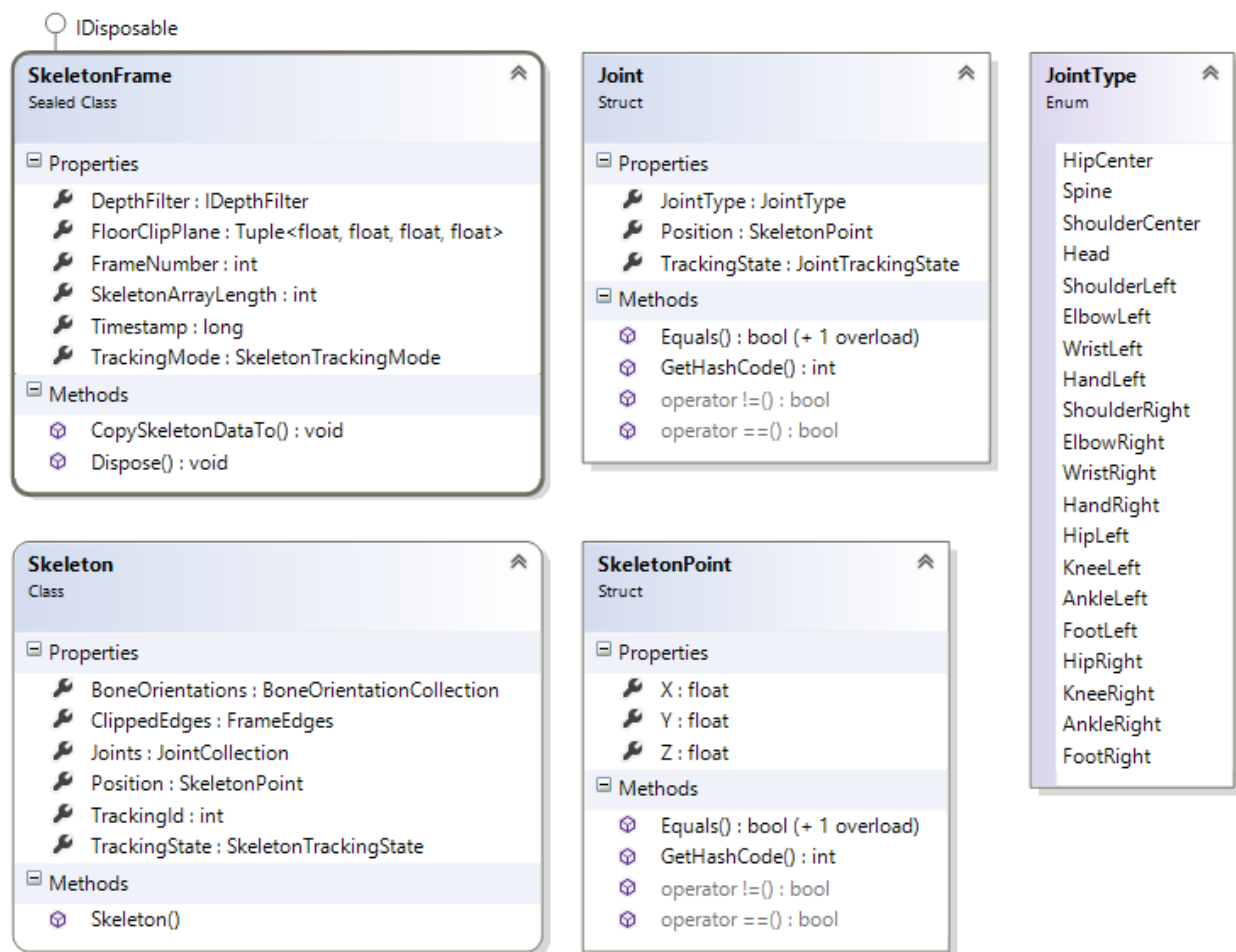 IDisposable
SkeletonFrame
Sealed Class
Properties
DepthFilter : IDepthFilter
FloorClipPlane : Tuple<float, float, float, float>
FrameNumber : int
SkeletonArrayLength : int
Timestamp : long
TrackingMode : SkeletonTrackingMode
Methods
CopySkeletonDataTo() : void
Dispose() : void
Joint
Struct
Properties
JointType : JointType
Position : SkeletonPoint
TrackingState : JointTrackingState
Methods
Equals() : bool (+ 1 overload)
GetHashCode() : int
operator !=() : bool
operator ==() : bool
JointType
Enum
HipCenter
Spine
ShoulderCenter
Head
ShoulderLeft
ElbowLeft
WristLeft
HandLeft
ShoulderRight
ElbowRight
WristRight
HandRight
HipLeft
KneeLeft
AnkleLeft
FootLeft
HipRight
KneeRight
AnkleRight
FootRight
Skeleton
Class
Properties
BoneOrientations : BoneOrientationCollection
ClippedEdges : FrameEdges
Joints : JointCollection
Position : SkeletonPoint
TrackingId : int
TrackingState : SkeletonTrackingState
Methods
Skeleton()
SkeletonPoint
Struct
Properties
X : float
Y : float
Z : float
Methods
Equals() : bool (+ 1 overload)
GetHashCode() : int
operator !=() : bool
operator ==() : bool